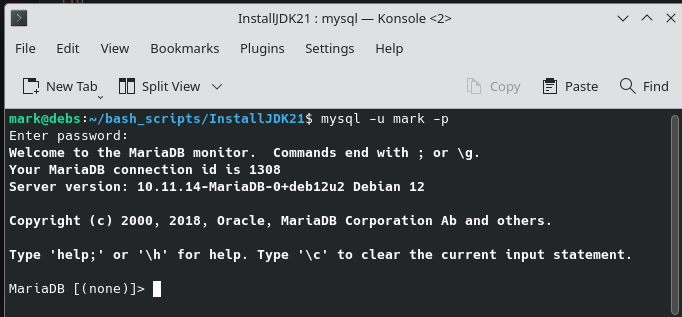 InstallJDK21 : mysql — Konsole <2>
File Edit View Bookmarks Plugins Settings Help
New Tab Split View Copy Paste Find
mark@debs:~/bash_scripts/InstallJDK21$ mysql -u mark -p
Enter password:
Welcome to the MariaDB monitor.  Commands end with ; or \g.
Your MariaDB connection id is 1308
Server version: 10.11.14-MariaDB-0+deb12u2 Debian 12
Copyright (c) 2000, 2018, Oracle, MariaDB Corporation Ab and others.
Type 'help;' or '\h' for help. Type '\c' to clear the current input statement.
MariaDB [(none)]>